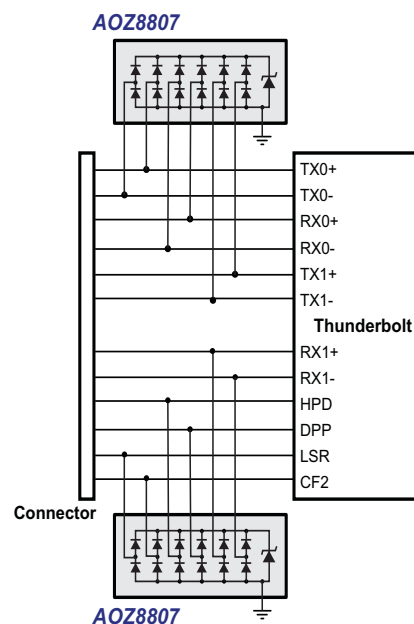 AOZ8807
TX0+
TX0-
RX0+
RX0-
TX1+
TX1-
Thunderbolt
RX1+
RX1-
HPD
DPP
LSR
CF2
Connector
AOZ8807